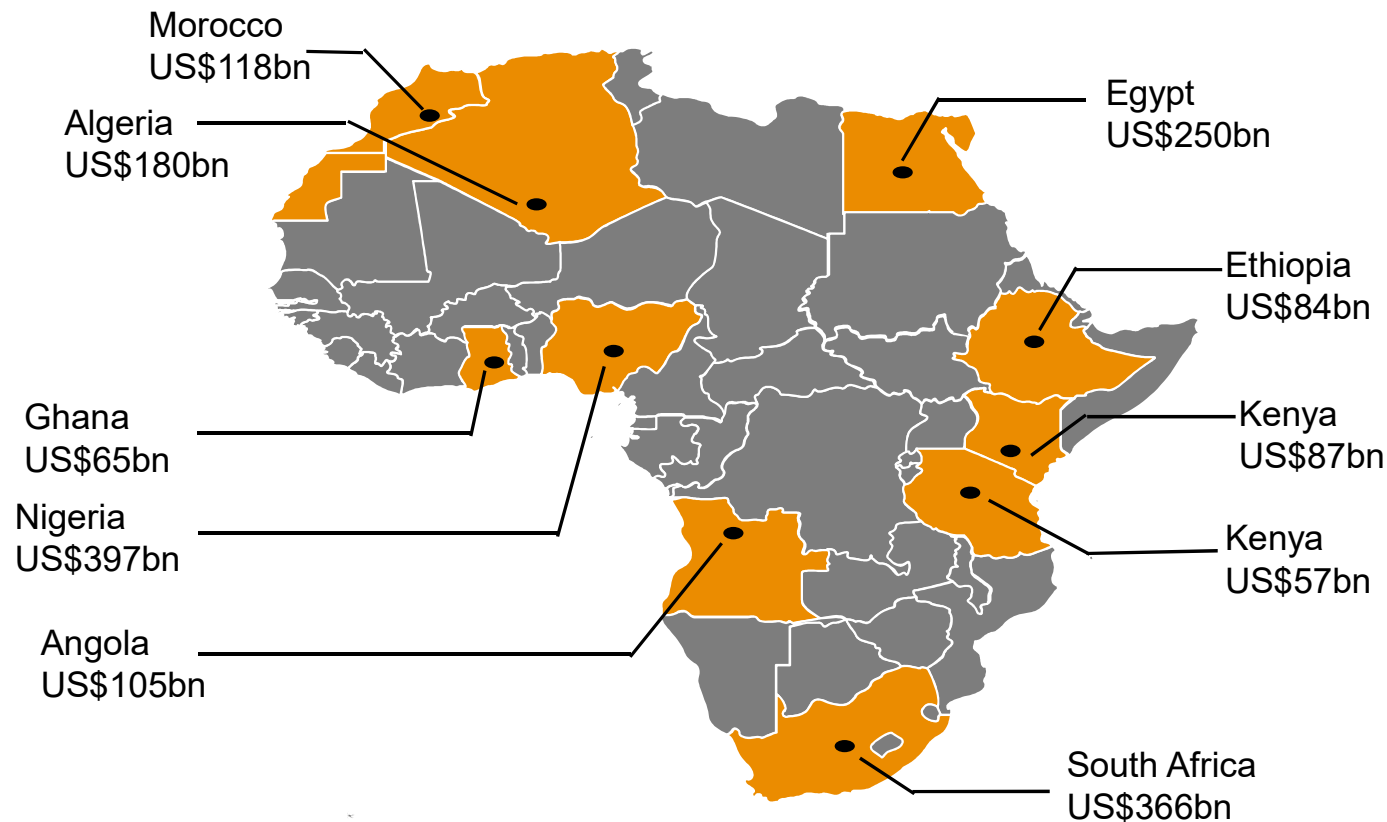 Morocco
US$118bn
Algeria
US$180bn
Egypt
US$250bn
Ethiopia
US$84bn
Ghana
US$65bn
Kenya
US$87bn
Nigeria
US$397bn
Kenya
US$57bn
Angola
US$105bn
South Africa
US$366bn